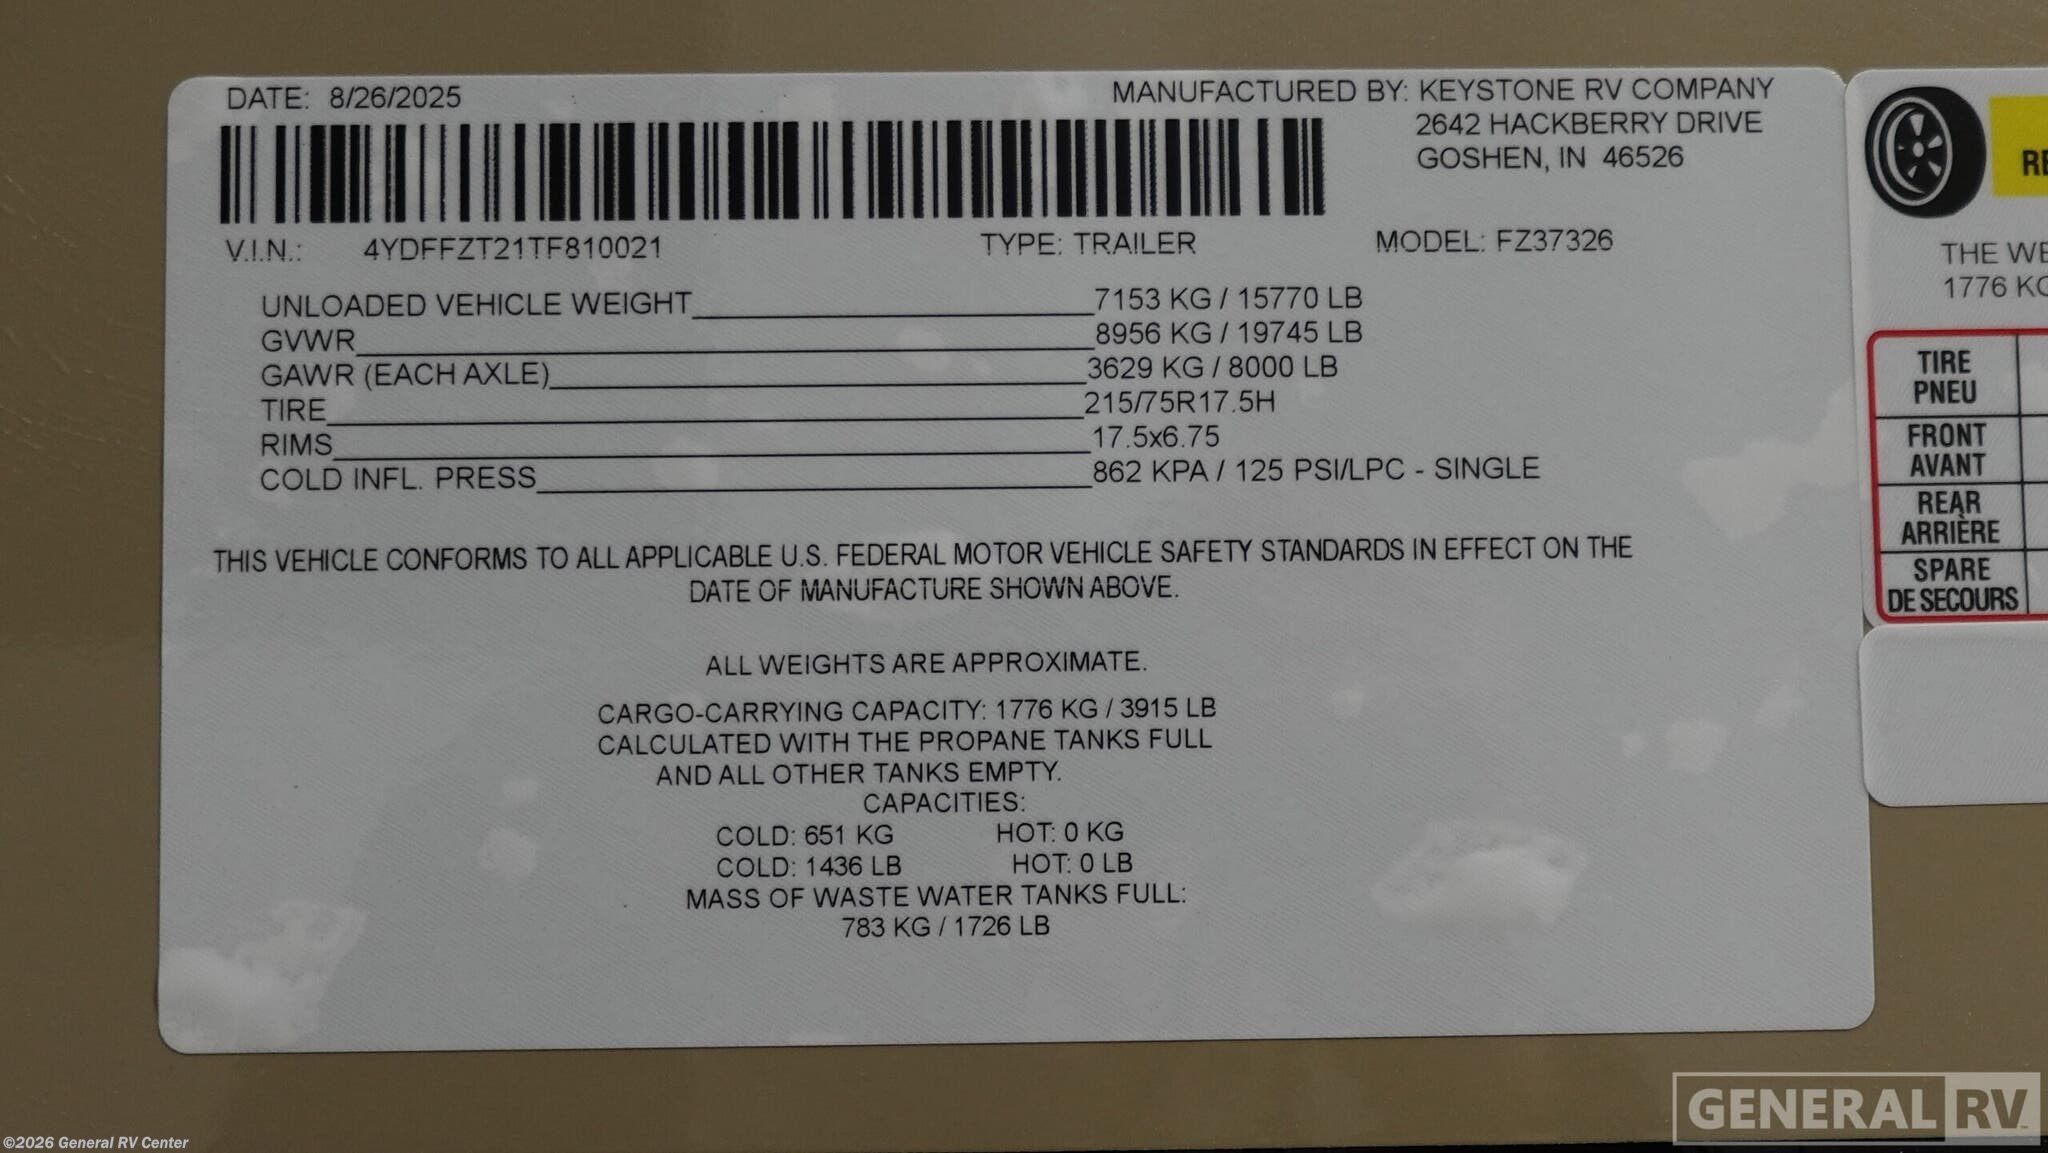 DATE: 8/26/2025
MANUFACTURED BY: KEYSTONE RV COMPANY
2642 HACKBERRY DRIVE
GOSHEN, IN 46526
V.I.N.: 4YDFFZT21TF810021 TYPE: TRAILER MODEL: FZ37326
UNLOADED VEHICLE WEIGHT 7153 KG / 15770 LB
GVWR 8956 KG / 19745 LB
GAWR (EACH AXLE) 3629 KG / 8000 LB
TIRE 215/75R17.5H
RIMS 17.5x6.75
COLD INFL. PRESS 862 KPA / 125 PSI/LPC - SINGLE
THIS VEHICLE CONFORMS TO ALL APPLICABLE U.S. FEDERAL MOTOR VEHICLE SAFETY STANDARDS IN EFFECT ON THE
DATE OF MANUFACTURE SHOWN ABOVE.
ALL WEIGHTS ARE APPROXIMATE.
CARGO-CARRYING CAPACITY: 1776 KG / 3915 LB
CALCULATED WITH THE PROPANE TANKS FULL
AND ALL OTHER TANKS EMPTY.
CAPACITIES:
COLD: 651 KG HOT: 0 KG
COLD: 1436 LB HOT: 0 LB
MASS OF WASTE WATER TANKS FULL:
783 KG / 1726 LB
THE
1776
TIRE
PNEU
FRONT
AVANT
REAR
ARRIÈRE
SPARE
DE SECOURS
GENERAL RV
©2026 General RV Center